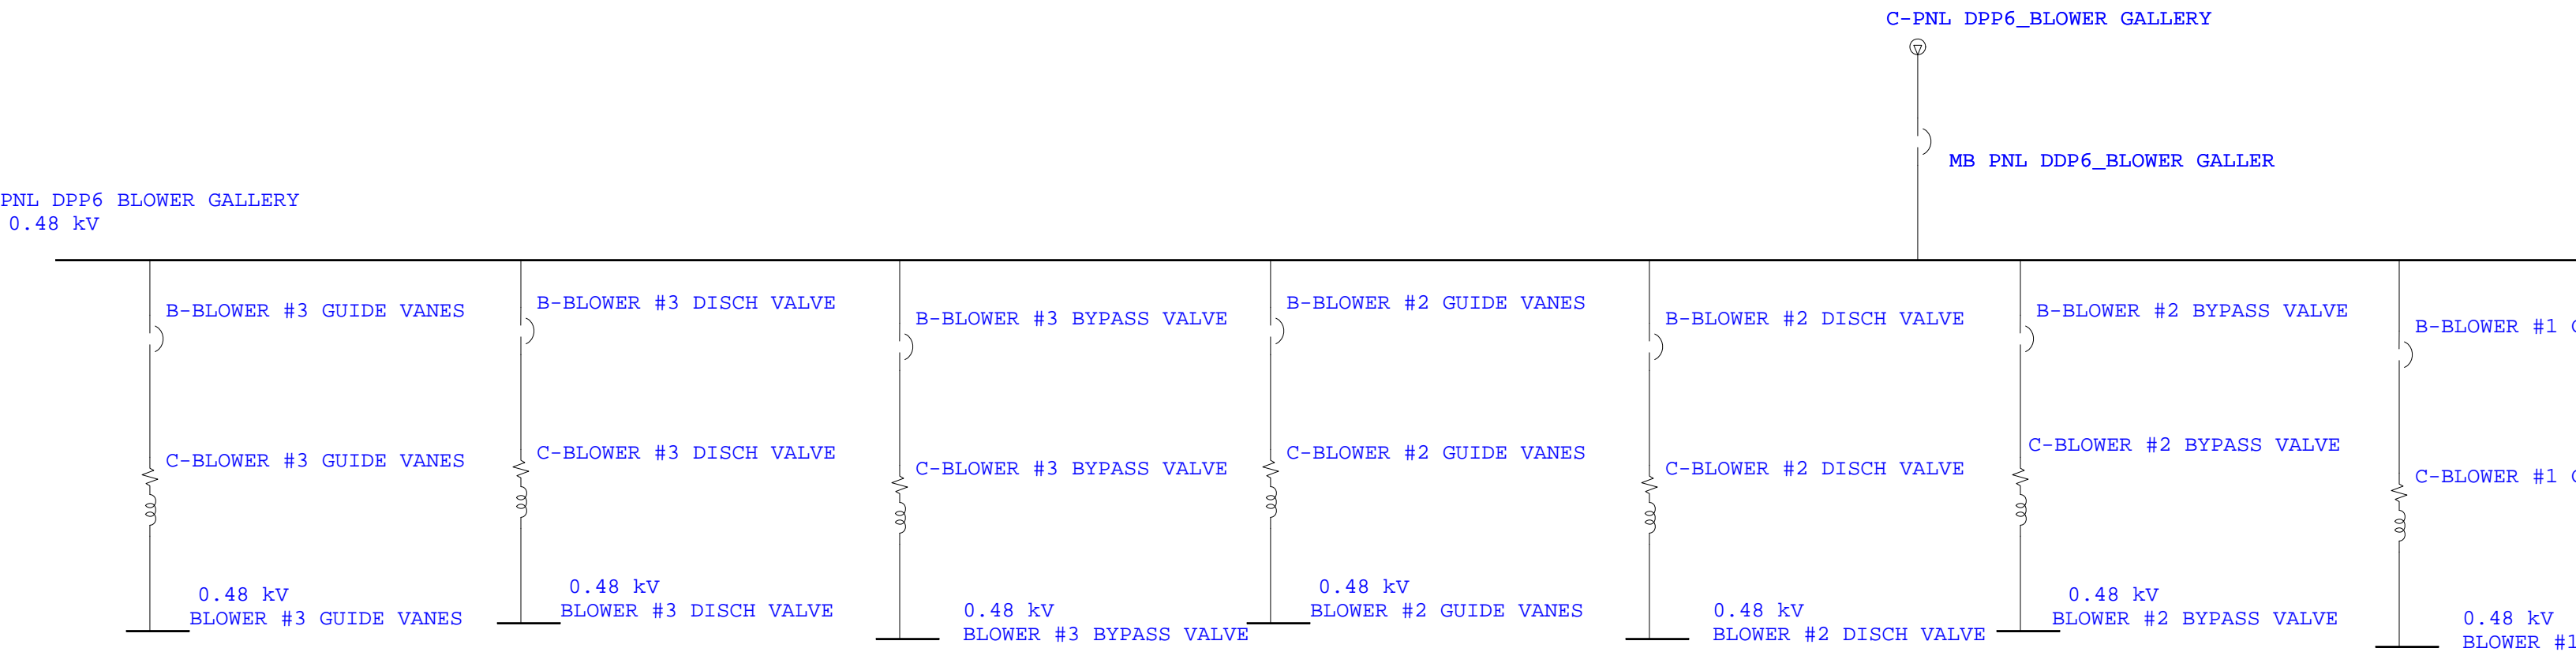 C-PNL DPP6_BLOWER GALLERY
MB PNL DDP6_BLOWER GALLER
PNL DPP6 BLOWER GALLERY
0.48 kV
B-BLOWER #3 GUIDE VANES
B-BLOWER #3 DISCH VALVE
B-BLOWER #3 BYPASS VALVE
B-BLOWER #2 GUIDE VANES
B-BLOWER #2 DISCH VALVE
B-BLOWER #2 BYPASS VALVE
B-BLOWER #1
C-BLOWER #3 GUIDE VANES
C-BLOWER #3 DISCH VALVE
C-BLOWER #3 BYPASS VALVE
C-BLOWER #2 GUIDE VANES
C-BLOWER #2 DISCH VALVE
C-BLOWER #2 BYPASS VALVE
C-BLOWER #1
0.48 kV
BLOWER #3 GUIDE VANES
0.48 kV
BLOWER #3 DISCH VALVE
0.48 kV
BLOWER #3 BYPASS VALVE
0.48 kV
BLOWER #2 GUIDE VANES
0.48 kV
BLOWER #2 DISCH VALVE
0.48 kV
BLOWER #2 BYPASS VALVE
0.48 kV
BLOWER #1